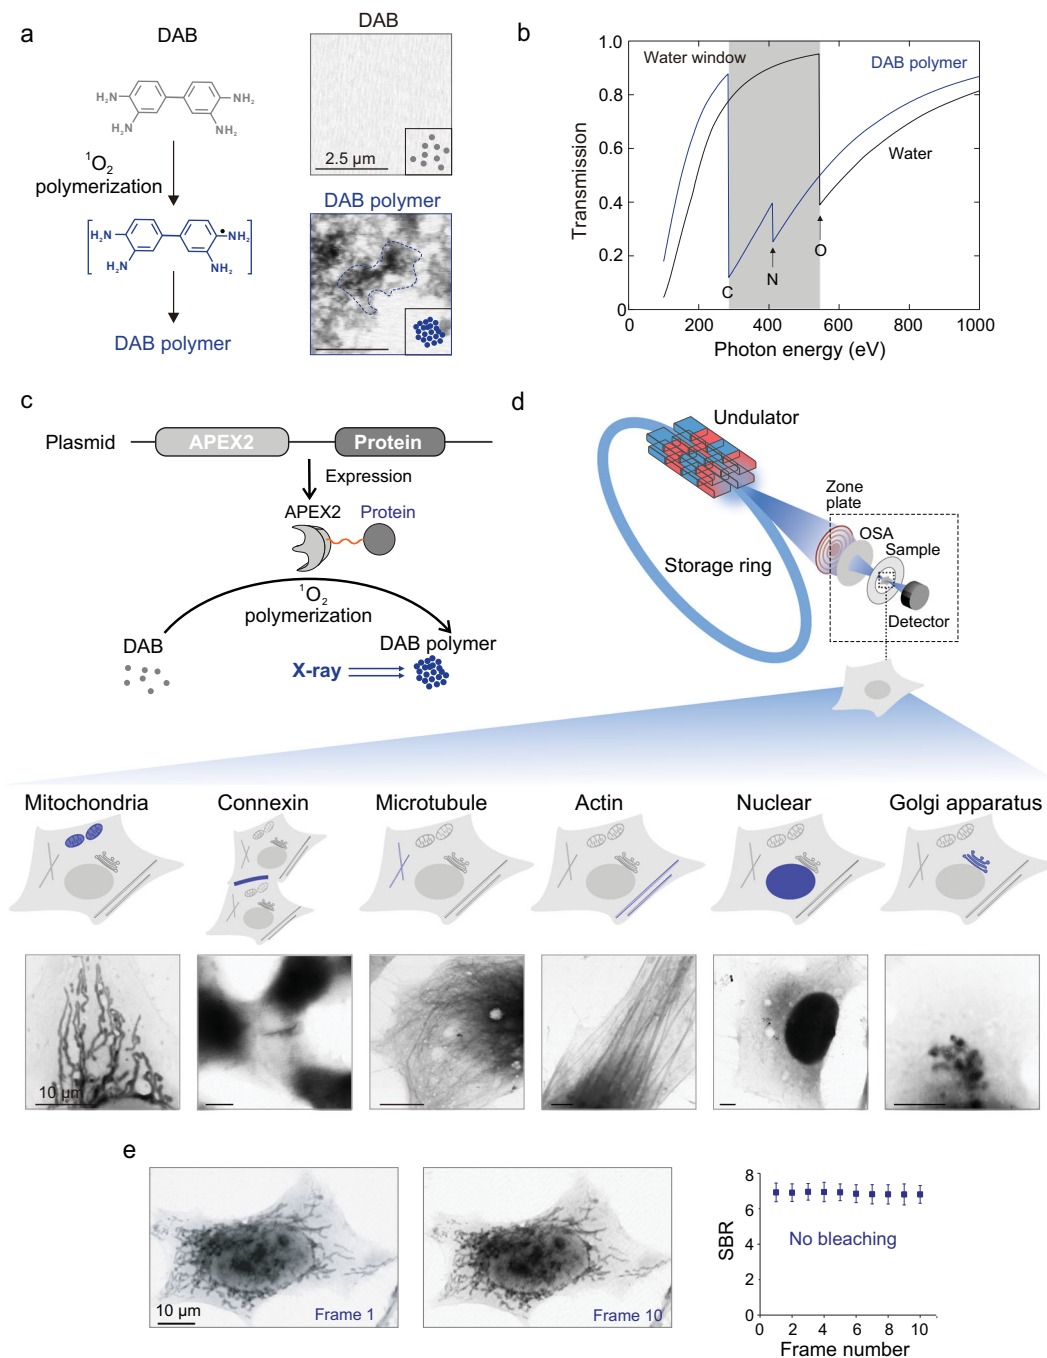 a
DAB
H₂N
NH₂
H₂N
NH₂
¹O₂
polymerization
H₂N
NH₂
H₂N
NH₂
DAB polymer
DAB
2.5 µm
DAB polymer
b
Water window
DAB polymer
Water
C
N
O
Transmission
1.0
0.8
0.6
0.4
0.2
0
0
200
400
600
800
1000
Photon energy (eV)
c
Plasmid
APEX2
Protein
Expression
APEX2
Protein
¹O₂
polymerization
DAB
DAB polymer
X-ray
d
Undulator
Zone
plate
OSA
Sample
Storage ring
Detector
Mitochondria
Connexin
Microtubule
Actin
Nuclear
Golgi apparatus
10 µm
e
10 µm
Frame 1
Frame 10
SBR
8
6
4
2
0
No bleaching
0
2
4
6
8
10
Frame number